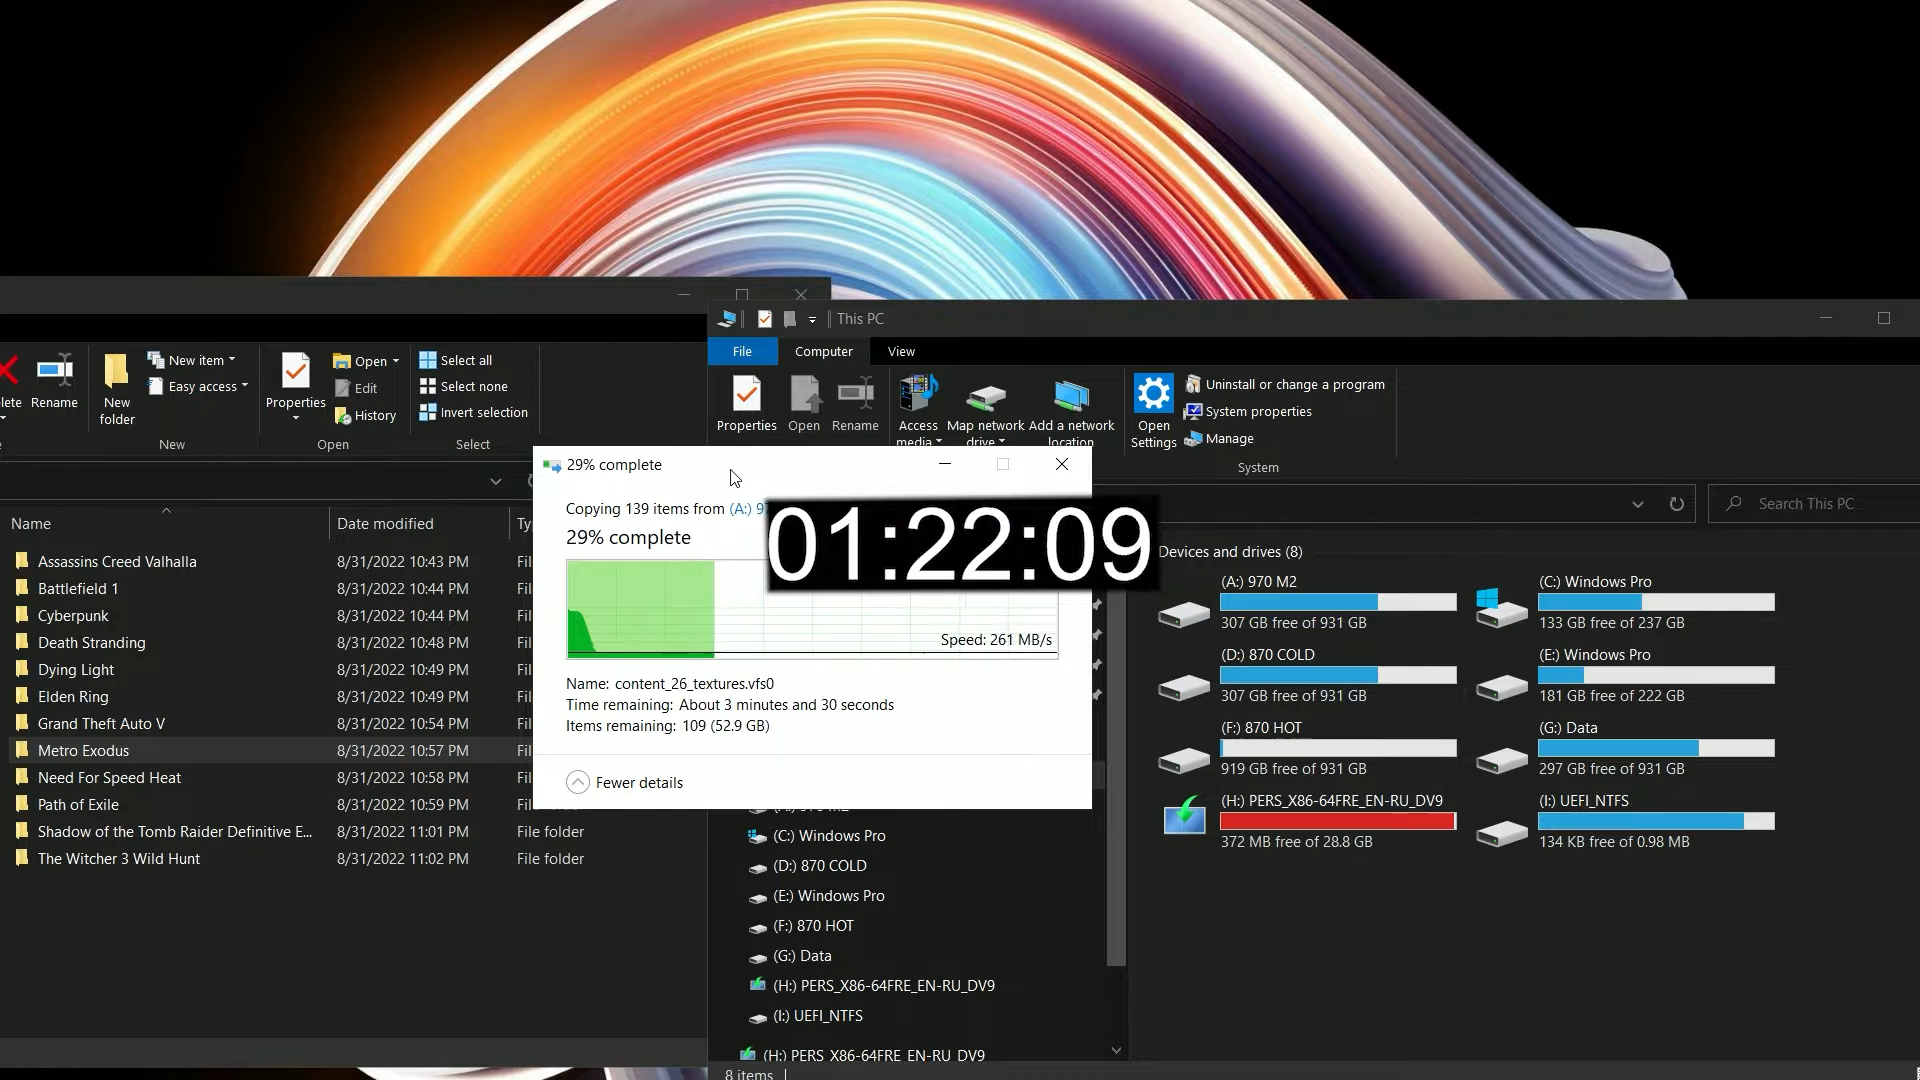 This PC
File
Computer
View
Rename
New
folder
New item
Easy access
Properties
Open
Edit
History
Select all
Select none
Invert selection
New
Open
Select
Properties
Open
Rename
Access
media
Map network
drive
Add a network
location
Open
Settings
Uninstall or change a program
System properties
Manage
System
Search This PC
Name
Date modified
Assassins Creed Valhalla 8/31/2022 10:43 PM
Battlefield 1 8/31/2022 10:44 PM
Cyberpunk 8/31/2022 10:44 PM
Death Stranding 8/31/2022 10:48 PM
Dying Light 8/31/2022 10:49 PM
Elden Ring 8/31/2022 10:49 PM
Grand Theft Auto V 8/31/2022 10:54 PM
Metro Exodus 8/31/2022 10:57 PM
Need For Speed Heat 8/31/2022 10:58 PM
Path of Exile 8/31/2022 10:59 PM
Shadow of the Tomb Raider Definitive E... 8/31/2022 11:01 PM File folder
The Witcher 3 Wild Hunt 8/31/2022 11:02 PM File folder
29% complete
Copying 139 items from (A:)
29% complete
01:22:09
Speed: 261 MB/s
Name: content_26_textures.vfs0
Time remaining: About 3 minutes and 30 seconds
Items remaining: 109 (52.9 GB)
Fewer details
(C:) Windows Pro
(D:) 870 COLD
(E:) Windows Pro
(F:) 870 HOT
(G:) Data
(H:) PERS_X86-64FRE_EN-RU_DV9
(I:) UEFI_NTFS
(H:) PERS_X86-64FRE_EN-RU_DV9
8 items
Devices and drives (8)
(A:) 970 M2
307 GB free of 931 GB
(C:) Windows Pro
133 GB free of 237 GB
(D:) 870 COLD
307 GB free of 931 GB
(E:) Windows Pro
181 GB free of 222 GB
(F:) 870 HOT
919 GB free of 931 GB
(G:) Data
297 GB free of 931 GB
(H:) PERS_X86-64FRE_EN-RU_DV9
372 MB free of 28.8 GB
(I:) UEFI_NTFS
134 KB free of 0.98 MB